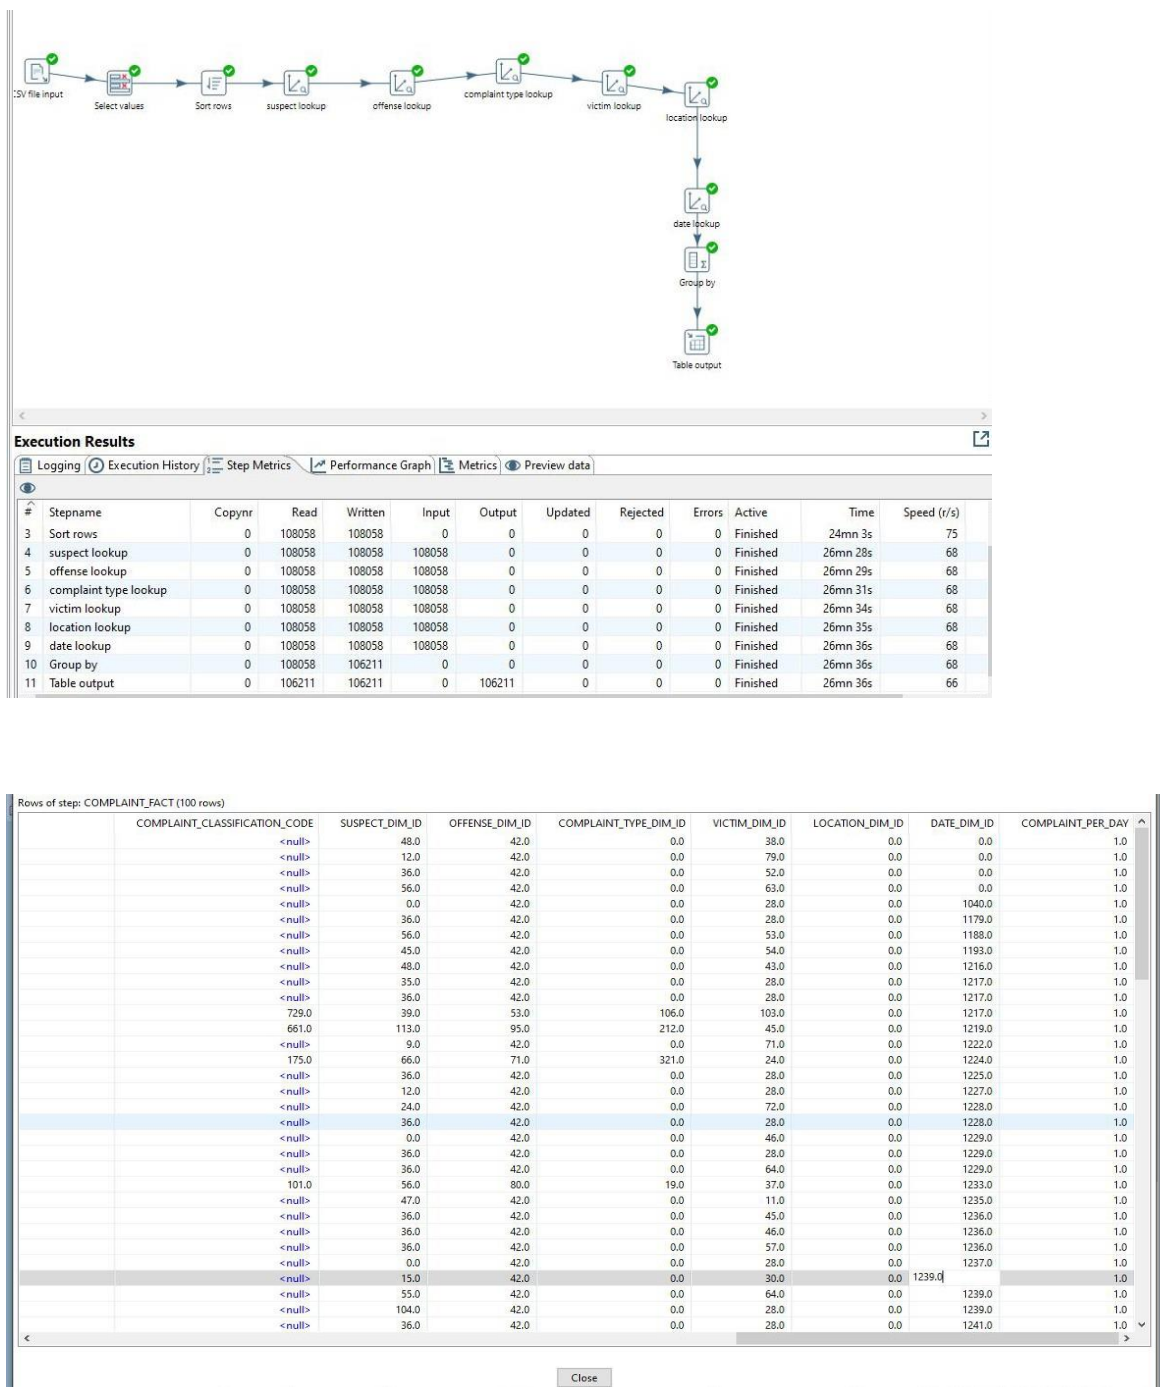 CSV file input
Select values
Sort rows
suspect lookup
offense lookup
complaint type lookup
victim lookup
location lookup
date lookup
Group by
Table output
Execution Results
Logging Execution History Step Metrics Performance Graph Metrics Preview data
# Stepname Copynr Read Written Input Output Updated Rejected Errors Active Time Speed (r/s)
3 Sort rows 0 108058 108058 0 0 0 0 0 Finished 24mn 3s 75
4 suspect lookup 0 108058 108058 108058 0 0 0 0 Finished 26mn 28s 68
5 offense lookup 0 108058 108058 108058 0 0 0 0 Finished 26mn 29s 68
6 complaint type lookup 0 108058 108058 108058 0 0 0 0 Finished 26mn 31s 68
7 victim lookup 0 108058 108058 108058 0 0 0 0 Finished 26mn 34s 68
8 location lookup 0 108058 108058 108058 0 0 0 0 Finished 26mn 35s 68
9 date lookup 0 108058 108058 108058 0 0 0 0 Finished 26mn 36s 68
10 Group by 0 108058 106211 0 0 0 0 0 Finished 26mn 36s 68
11 Table output 0 106211 106211 0 106211 0 0 0 Finished 26mn 36s 66
Rows of step: COMPLAINT_FACT (100 rows)
COMPLAINT_CLASSIFICATION_CODE SUSPECT_DIM_ID OFFENSE_DIM_ID COMPLAINT_TYPE_DIM_ID VICTIM_DIM_ID LOCATION_DIM_ID DATE_DIM_ID COMPLAINT_PER_DAY
<null> 48.0 42.0 0.0 38.0 0.0 0.0 1.0
<null> 12.0 42.0 0.0 79.0 0.0 0.0 1.0
<null> 36.0 42.0 0.0 52.0 0.0 0.0 1.0
<null> 56.0 42.0 0.0 63.0 0.0 0.0 1.0
<null> 0.0 42.0 0.0 28.0 0.0 1040.0 1.0
<null> 36.0 42.0 0.0 28.0 0.0 1179.0 1.0
<null> 56.0 42.0 0.0 53.0 0.0 1188.0 1.0
<null> 45.0 42.0 0.0 54.0 0.0 1193.0 1.0
<null> 48.0 42.0 0.0 43.0 0.0 1216.0 1.0
<null> 35.0 42.0 0.0 28.0 0.0 1217.0 1.0
<null> 36.0 42.0 0.0 28.0 0.0 1217.0 1.0
729.0 39.0 53.0 106.0 103.0 0.0 1217.0 1.0
661.0 113.0 95.0 212.0 45.0 0.0 1219.0 1.0
<null> 9.0 42.0 0.0 71.0 0.0 1222.0 1.0
175.0 66.0 71.0 321.0 24.0 0.0 1224.0 1.0
<null> 36.0 42.0 0.0 28.0 0.0 1225.0 1.0
<null> 12.0 42.0 0.0 28.0 0.0 1227.0 1.0
<null> 24.0 42.0 0.0 72.0 0.0 1228.0 1.0
<null> 36.0 42.0 0.0 28.0 0.0 1228.0 1.0
<null> 0.0 42.0 0.0 46.0 0.0 1229.0 1.0
<null> 36.0 42.0 0.0 28.0 0.0 1229.0 1.0
<null> 36.0 42.0 0.0 64.0 0.0 1229.0 1.0
101.0 56.0 80.0 19.0 37.0 0.0 1233.0 1.0
<null> 47.0 42.0 0.0 11.0 0.0 1235.0 1.0
<null> 36.0 42.0 0.0 45.0 0.0 1236.0 1.0
<null> 36.0 42.0 0.0 46.0 0.0 1236.0 1.0
<null> 36.0 42.0 0.0 57.0 0.0 1236.0 1.0
<null> 0.0 42.0 0.0 28.0 0.0 1237.0 1.0
<null> 15.0 42.0 0.0 30.0 0.0 1239.0 1.0
<null> 55.0 42.0 0.0 64.0 0.0 1239.0 1.0
<null> 104.0 42.0 0.0 28.0 0.0 1239.0 1.0
<null> 36.0 42.0 0.0 28.0 0.0 1241.0 1.0
Close